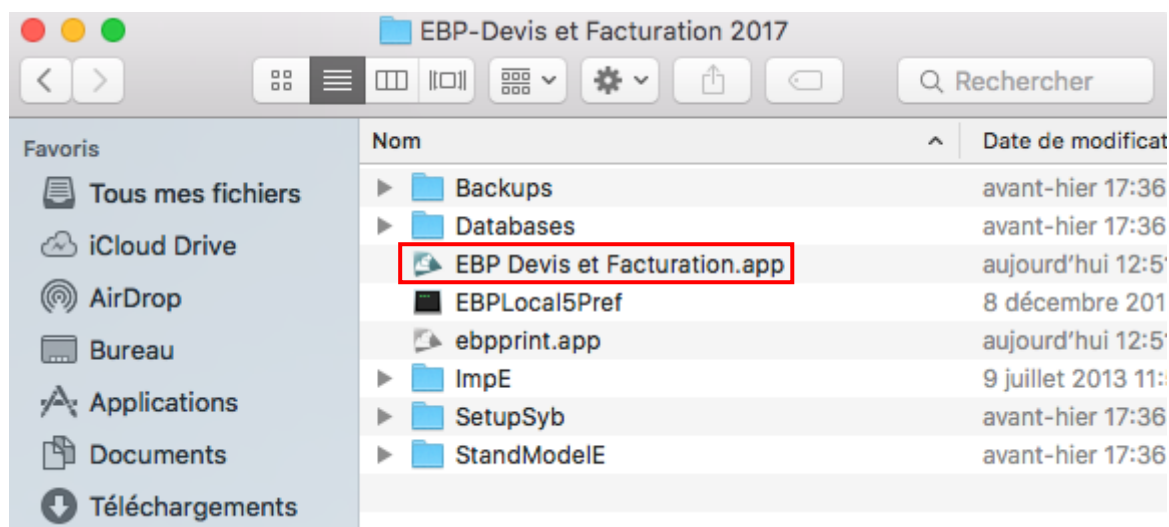 EBP-Devis et Facturation 2017
Rechercher
Favoris
Tous mes fichiers
iCloud Drive
AirDrop
Bureau
Applications
Documents
Téléchargements
Nom Date de modificat
Backups avant-hier 17:36
Databases avant-hier 17:36
EBP Devis et Facturation.app aujourd'hui 12:51
EBPLocal5Pref 8 décembre 201
ebpprint.app aujourd'hui 12:51
ImpE 9 juillet 2013 11:
SetupSyb avant-hier 17:36
StandModelE avant-hier 17:36